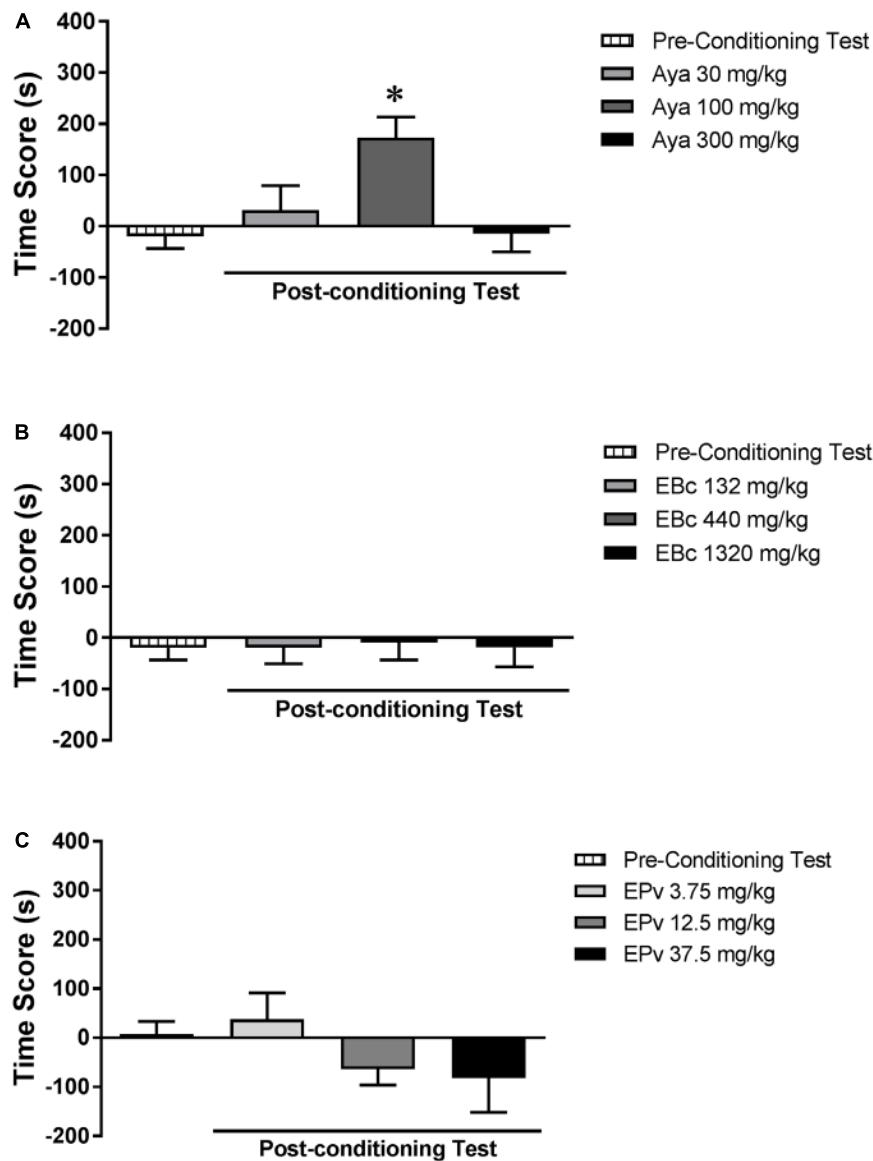 A
Time Score (s)
400
300
200
100
0
-100
-200
*
Post-conditioning Test
Pre-Conditioning Test
Aya 30 mg/kg
Aya 100 mg/kg
Aya 300 mg/kg
B
Time Score (s)
400
300
200
100
0
-100
-200
Post-conditioning Test
Pre-Conditioning Test
EBc 132 mg/kg
EBc 440 mg/kg
EBc 1320 mg/kg
C
Time Score (s)
400
300
200
100
0
-100
-200
Post-conditioning Test
Pre-Conditioning Test
EPv 3.75 mg/kg
EPv 12.5 mg/kg
EPv 37.5 mg/kg